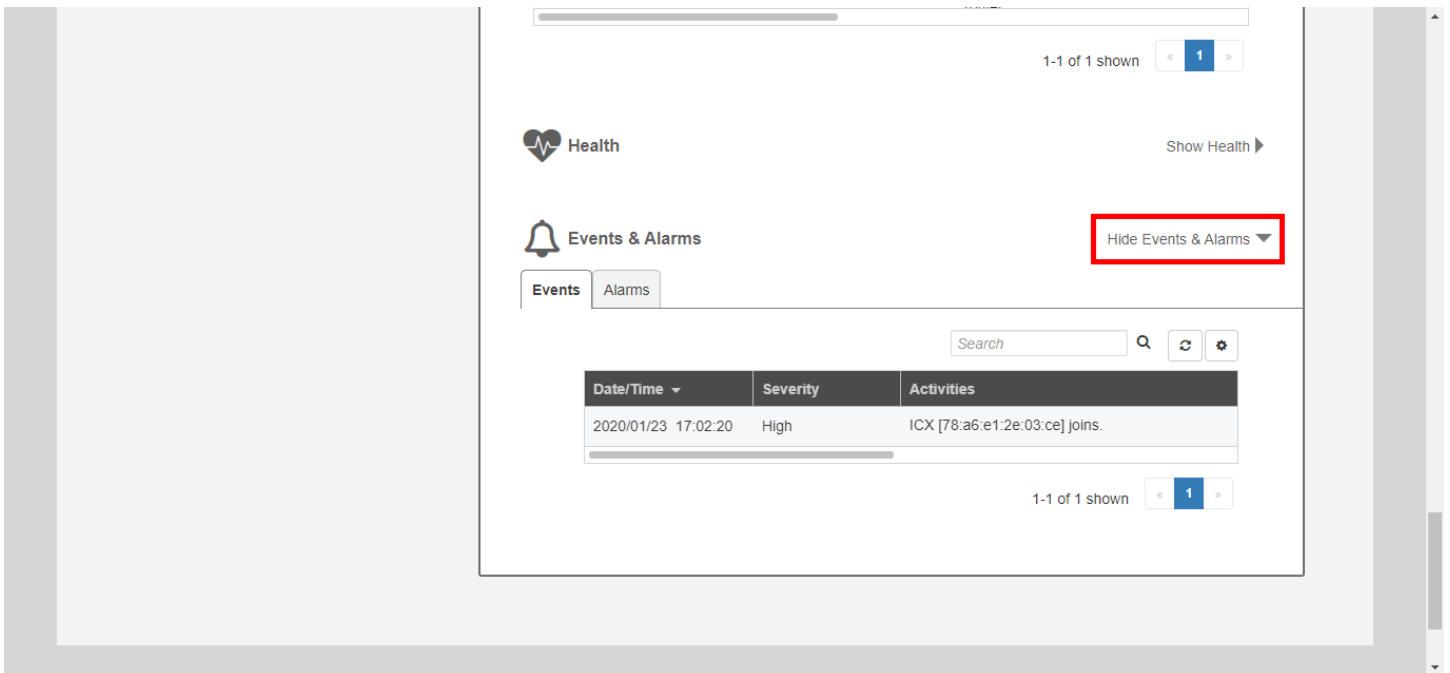 1-1 of 1 shown « 1 »
Health Show Health
Events & Alarms Hide Events & Alarms
Events Alarms
Search
Date/Time Severity Activities
2020/01/23 17:02:20 High ICX [78:a6:e1:2e:03:ce] joins.
1-1 of 1 shown « 1 »